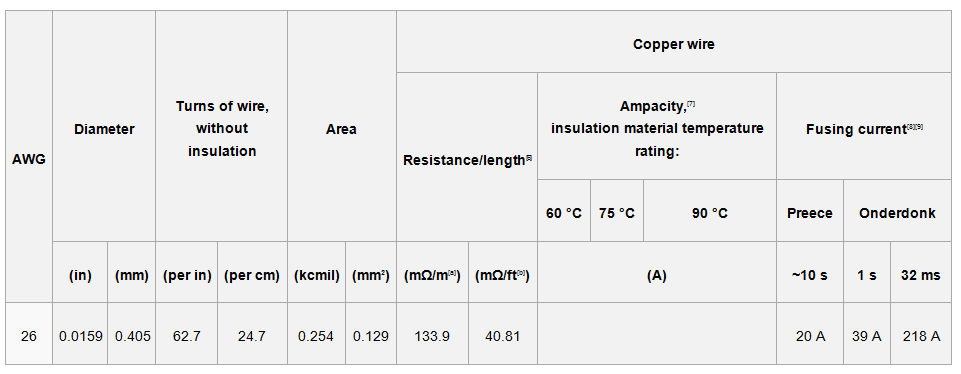 Copper wire
AWG
Diameter
Turns of wire,
without
insulation
Area
Resistance/length[5]
Ampacity,[7]
insulation material temperature
rating:
Fusing current[8][9]
60 °C 75 °C 90 °C Preece Onderdonk
(in) (mm) (per in) (per cm) (kcmil) (mm²) (mΩ/m[a]) (mΩ/ft[b]) (A) ~10 s 1 s 32 ms
26 0.0159 0.405 62.7 24.7 0.254 0.129 133.9 40.81 20 A 39 A 218 A